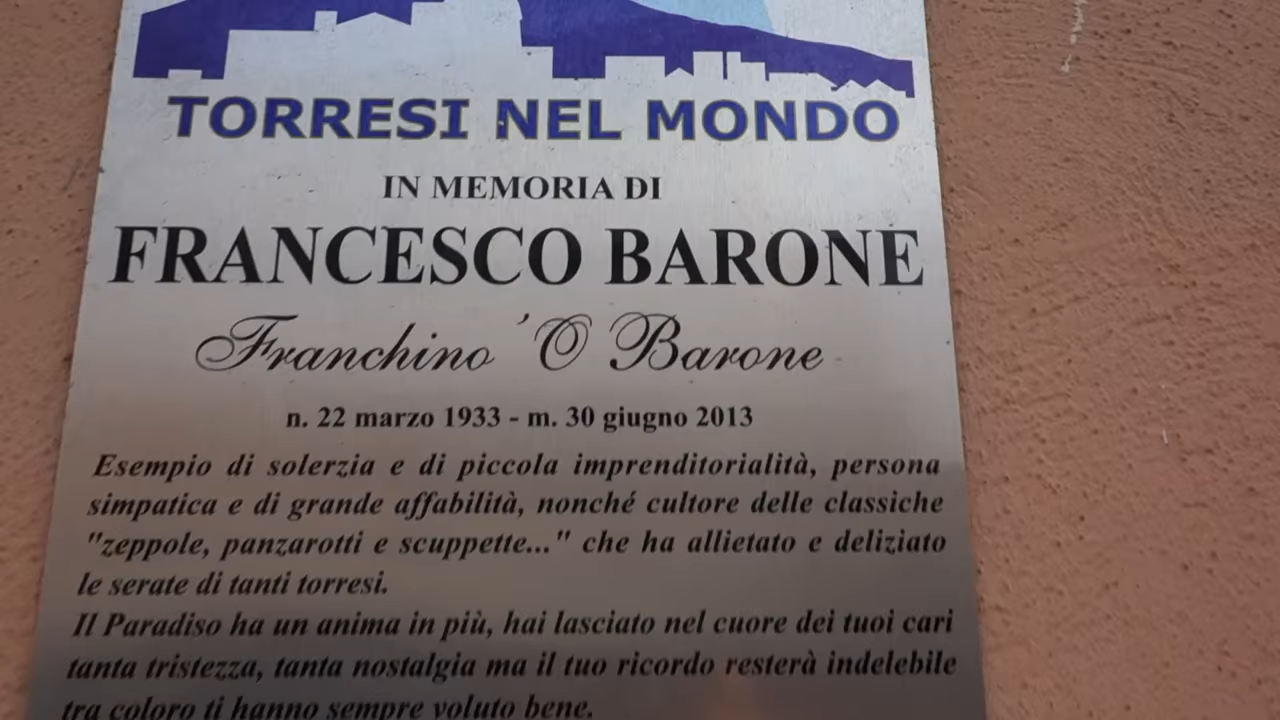 TORRESI NEL MONDO
IN MEMORIA DI
FRANCESCO BARONE
Franchino 'O Barone
n. 22 marzo 1933 - m. 30 giugno 2013
Esempio di solerzia e di piccola imprenditorialità, persona
simpatica e di grande affabilità, nonché cultore delle classiche
"zeppole, panzarotti e scuppette..." che ha allietato e deliziato
le serate di tanti torresi.
Il Paradiso ha un anima in più, hai lasciato nel cuore dei tuoi cari
tanta tristezza, tanta nostalgia ma il tuo ricordo resterà indelebile
tra coloro ti hanno sempre voluto bene.